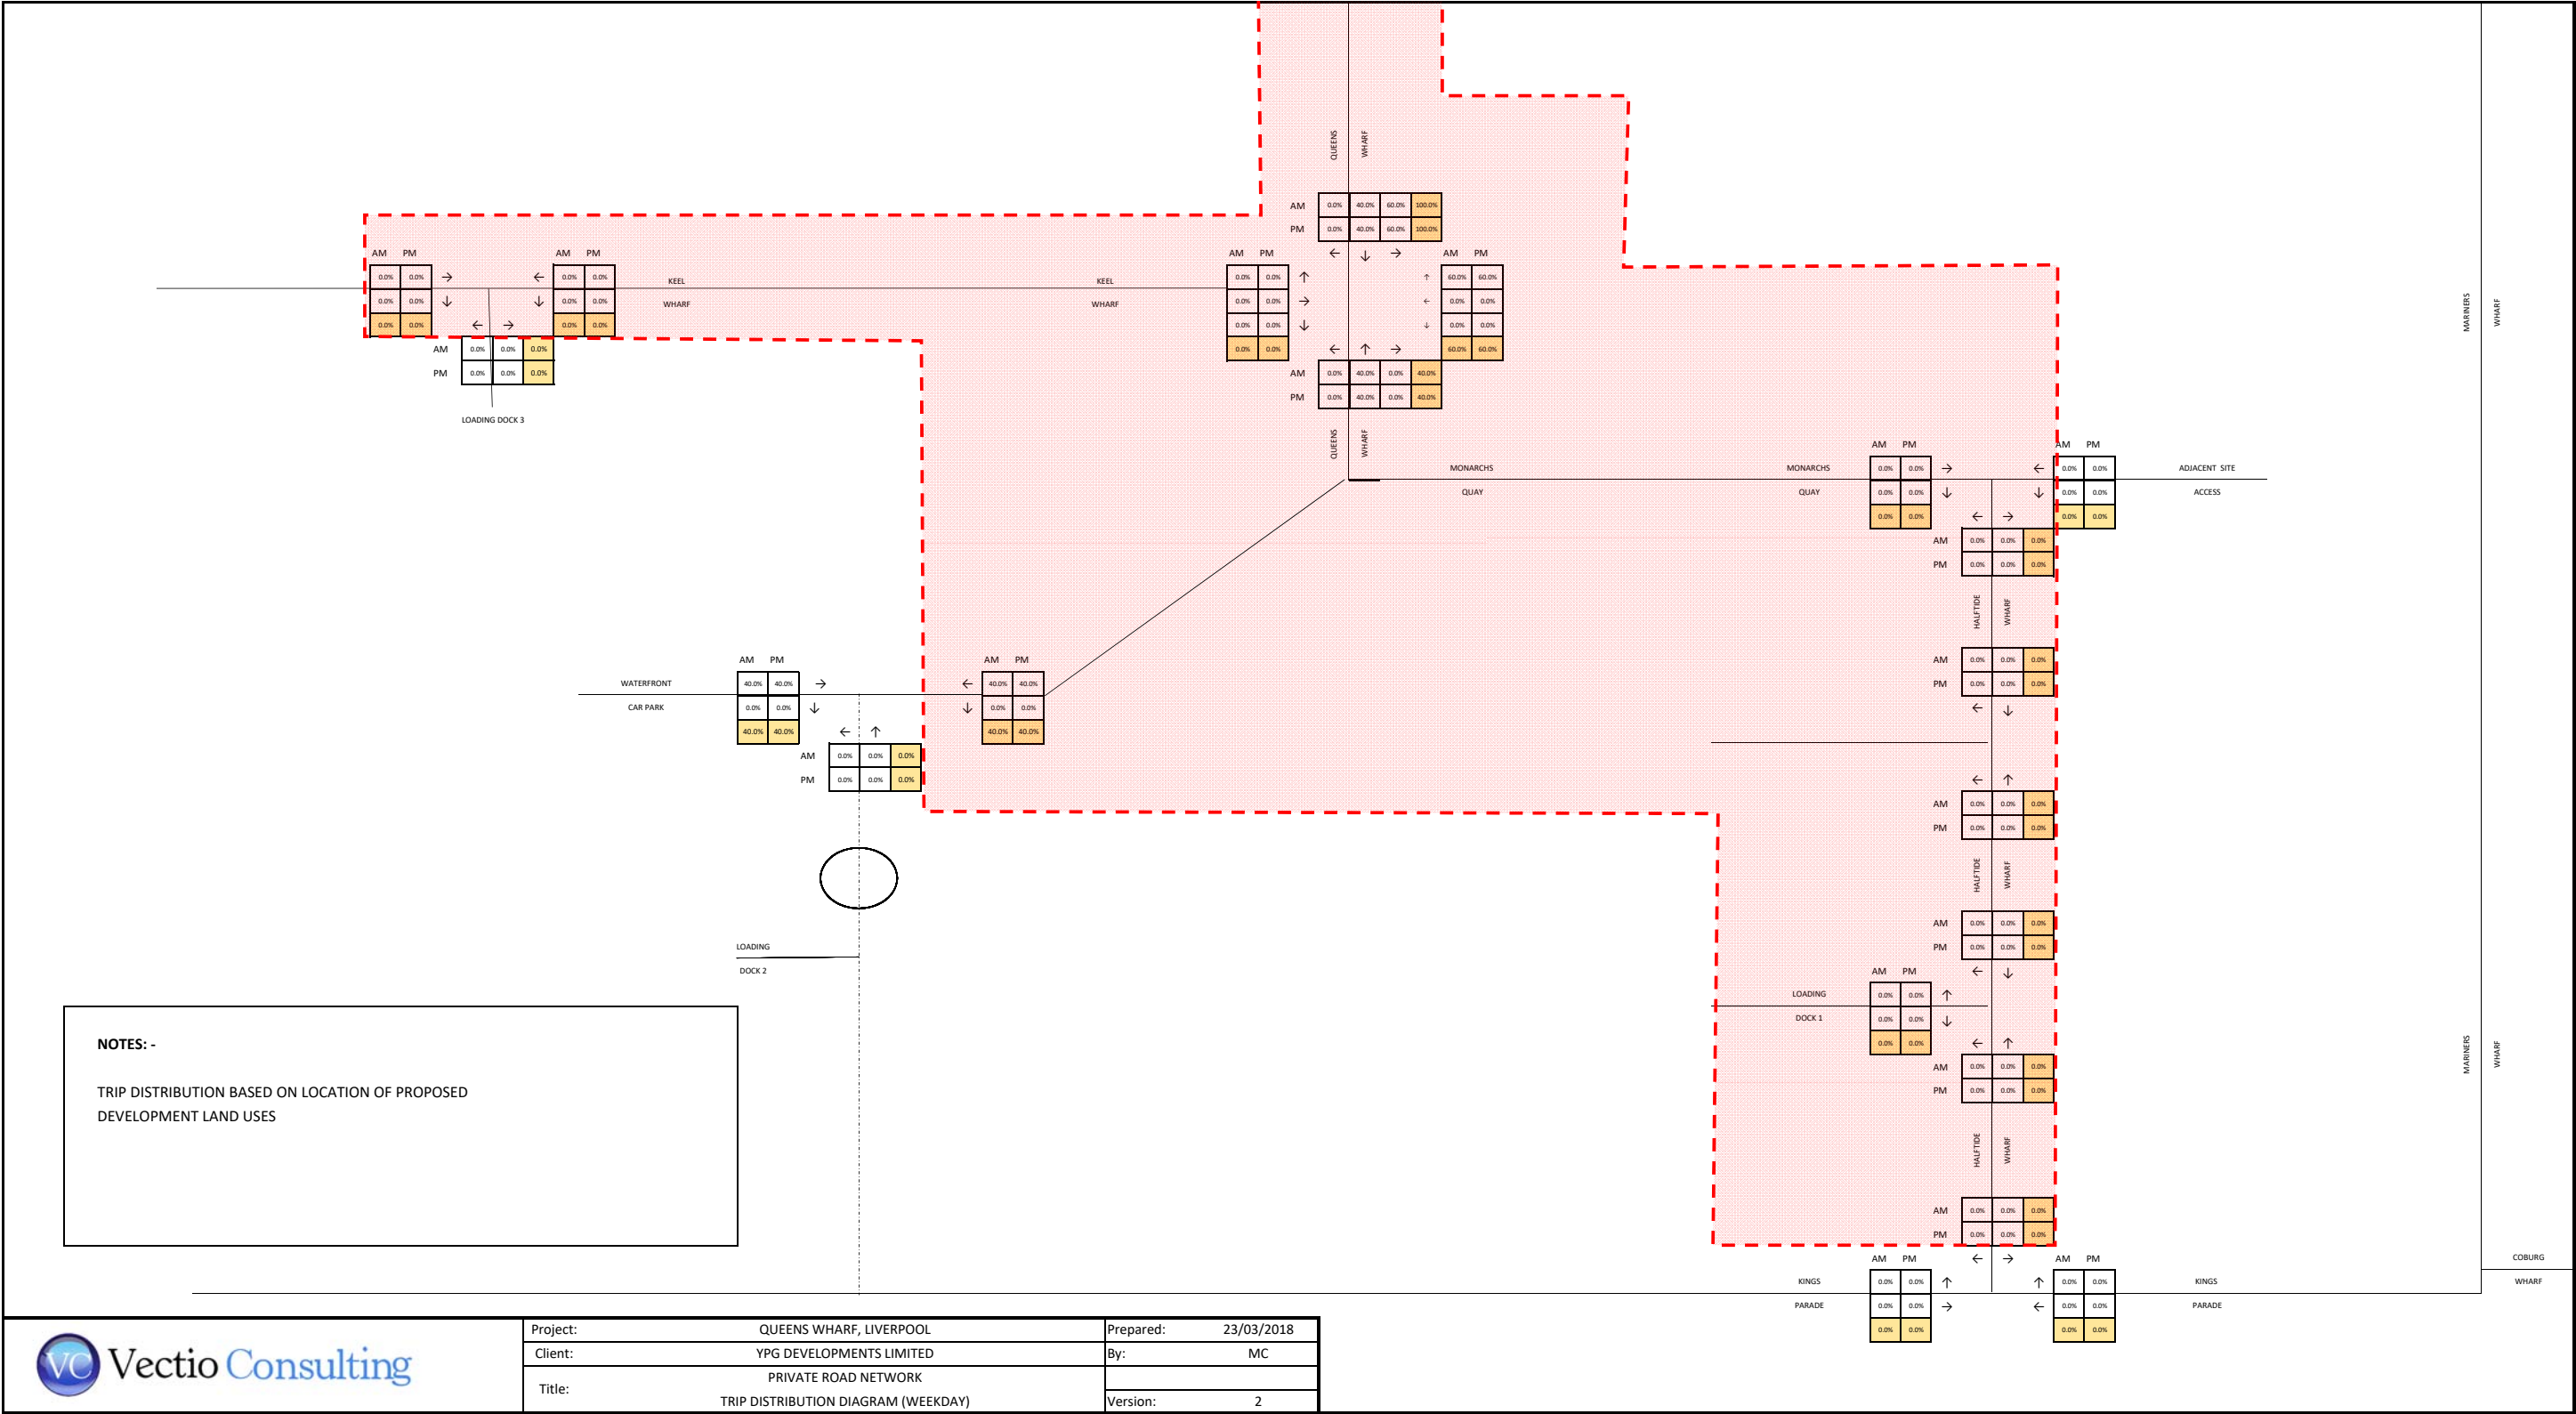 QUEENS
WHARF
AM 0.0% 40.0% 60.0% 100.0%
PM 0.0% 40.0% 60.0% 100.0%
← ↓ →
AM PM
0.0% 0.0% →
0.0% 0.0% ↓
0.0% 0.0%
AM PM
← 0.0% 0.0%
↓ 0.0% 0.0%
0.0% 0.0%
← →
AM 0.0% 0.0% 0.0%
PM 0.0% 0.0% 0.0%
LOADING DOCK 3
KEEL
WHARF
KEEL
WHARF
AM PM
0.0% 0.0% ↑
0.0% 0.0% →
0.0% 0.0% ↓
0.0% 0.0%
AM PM
↑ 60.0% 60.0%
← 0.0% 0.0%
↓ 0.0% 0.0%
60.0% 60.0%
← ↑ →
AM 0.0% 40.0% 0.0% 40.0%
PM 0.0% 40.0% 0.0% 40.0%
QUEENS
WHARF
MARINERS
WHARF
MONARCHS
QUAY
MONARCHS
QUAY
AM PM
0.0% 0.0% →
0.0% 0.0% ↓
0.0% 0.0%
AM PM
← 0.0% 0.0%
↓ 0.0% 0.0%
0.0% 0.0%
ADJACENT SITE
ACCESS
← →
AM 0.0% 0.0% 0.0%
PM 0.0% 0.0% 0.0%
HALFTIDE
WHARF
AM 0.0% 0.0% 0.0%
PM 0.0% 0.0% 0.0%
← ↓
WATERFRONT
CAR PARK
AM PM
40.0% 40.0% →
0.0% 0.0% ↓
40.0% 40.0%
AM PM
← 40.0% 40.0%
↓ 0.0% 0.0%
40.0% 40.0%
← ↑
AM 0.0% 0.0% 0.0%
PM 0.0% 0.0% 0.0%
← ↑
AM 0.0% 0.0% 0.0%
PM 0.0% 0.0% 0.0%
HALFTIDE
WHARF
AM 0.0% 0.0% 0.0%
PM 0.0% 0.0% 0.0%
← ↓
LOADING
DOCK 2
LOADING
DOCK 1
AM PM
0.0% 0.0% ↑
0.0% 0.0% ↓
0.0% 0.0%
← ↑
AM 0.0% 0.0% 0.0%
PM 0.0% 0.0% 0.0%
MARINERS
WHARF
HALFTIDE
WHARF
AM 0.0% 0.0% 0.0%
PM 0.0% 0.0% 0.0%
← →
KINGS
PARADE
AM PM
0.0% 0.0% ↑
0.0% 0.0% →
0.0% 0.0%
AM PM
↑ 0.0% 0.0%
← 0.0% 0.0%
0.0% 0.0%
KINGS
PARADE
COBURG
WHARF
NOTES: -
TRIP DISTRIBUTION BASED ON LOCATION OF PROPOSED
DEVELOPMENT LAND USES
VC Vectio Consulting
Project: QUEENS WHARF, LIVERPOOL Prepared: 23/03/2018
Client: YPG DEVELOPMENTS LIMITED By: MC
Title: PRIVATE ROAD NETWORK
TRIP DISTRIBUTION DIAGRAM (WEEKDAY) Version: 2